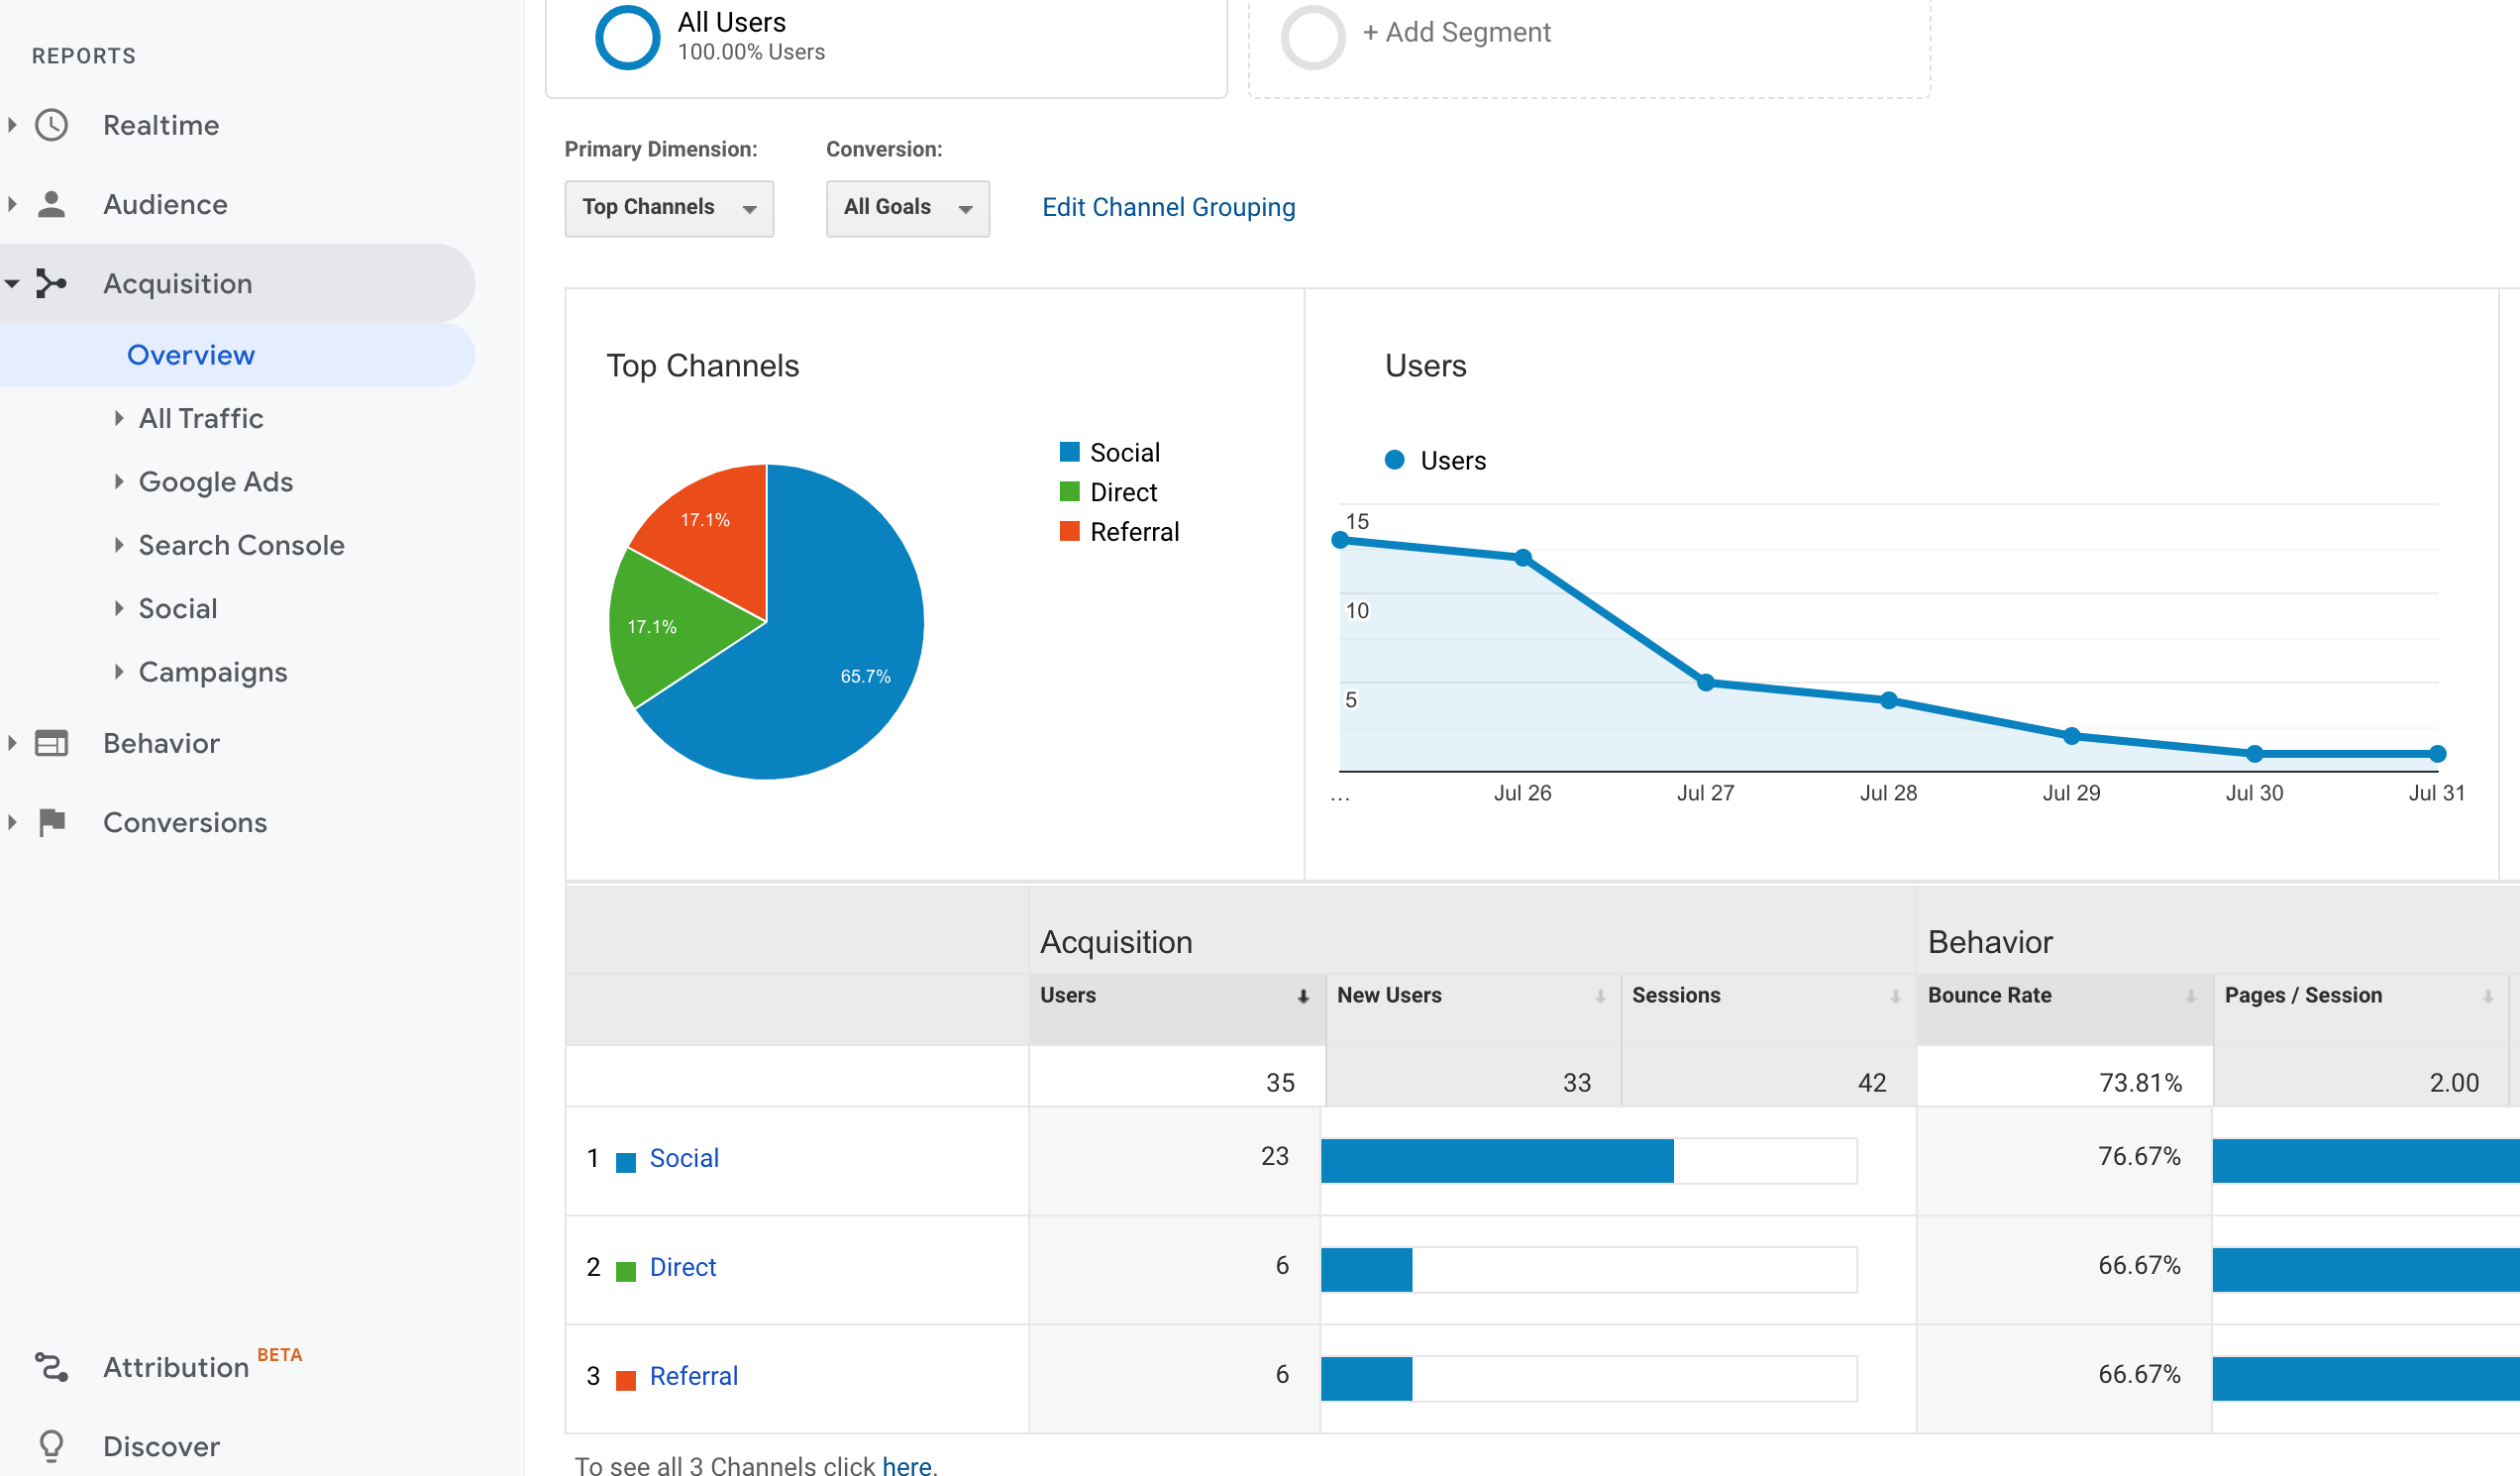 REPORTS
Realtime
Audience
Acquisition
Overview
All Traffic
Google Ads
Search Console
Social
Campaigns
Behavior
Conversions
Attribution BETA
Discover
All Users
100.00% Users
+ Add Segment
Primary Dimension:
Conversion:
Top Channels
All Goals
Edit Channel Grouping
Top Channels
Social
Direct
Referral
17.1%
17.1%
65.7%
Users
Users
15
10
5
...
Jul 26
Jul 27
Jul 28
Jul 29
Jul 30
Jul 31
Acquisition
Behavior
Users
New Users
Sessions
Bounce Rate
Pages / Session
35
33
42
73.81%
2.00
1 Social 23 76.67%
2 Direct 6 66.67%
3 Referral 6 66.67%
To see all 3 Channels click here.